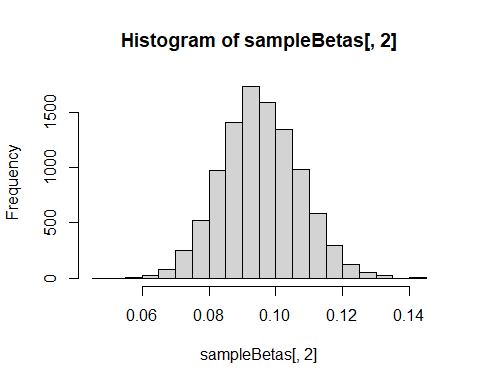 Histogram of sampleBetas[, 2]
Frequency
1500
1000
500
0
0.06 0.08 0.10 0.12 0.14
sampleBetas[, 2]